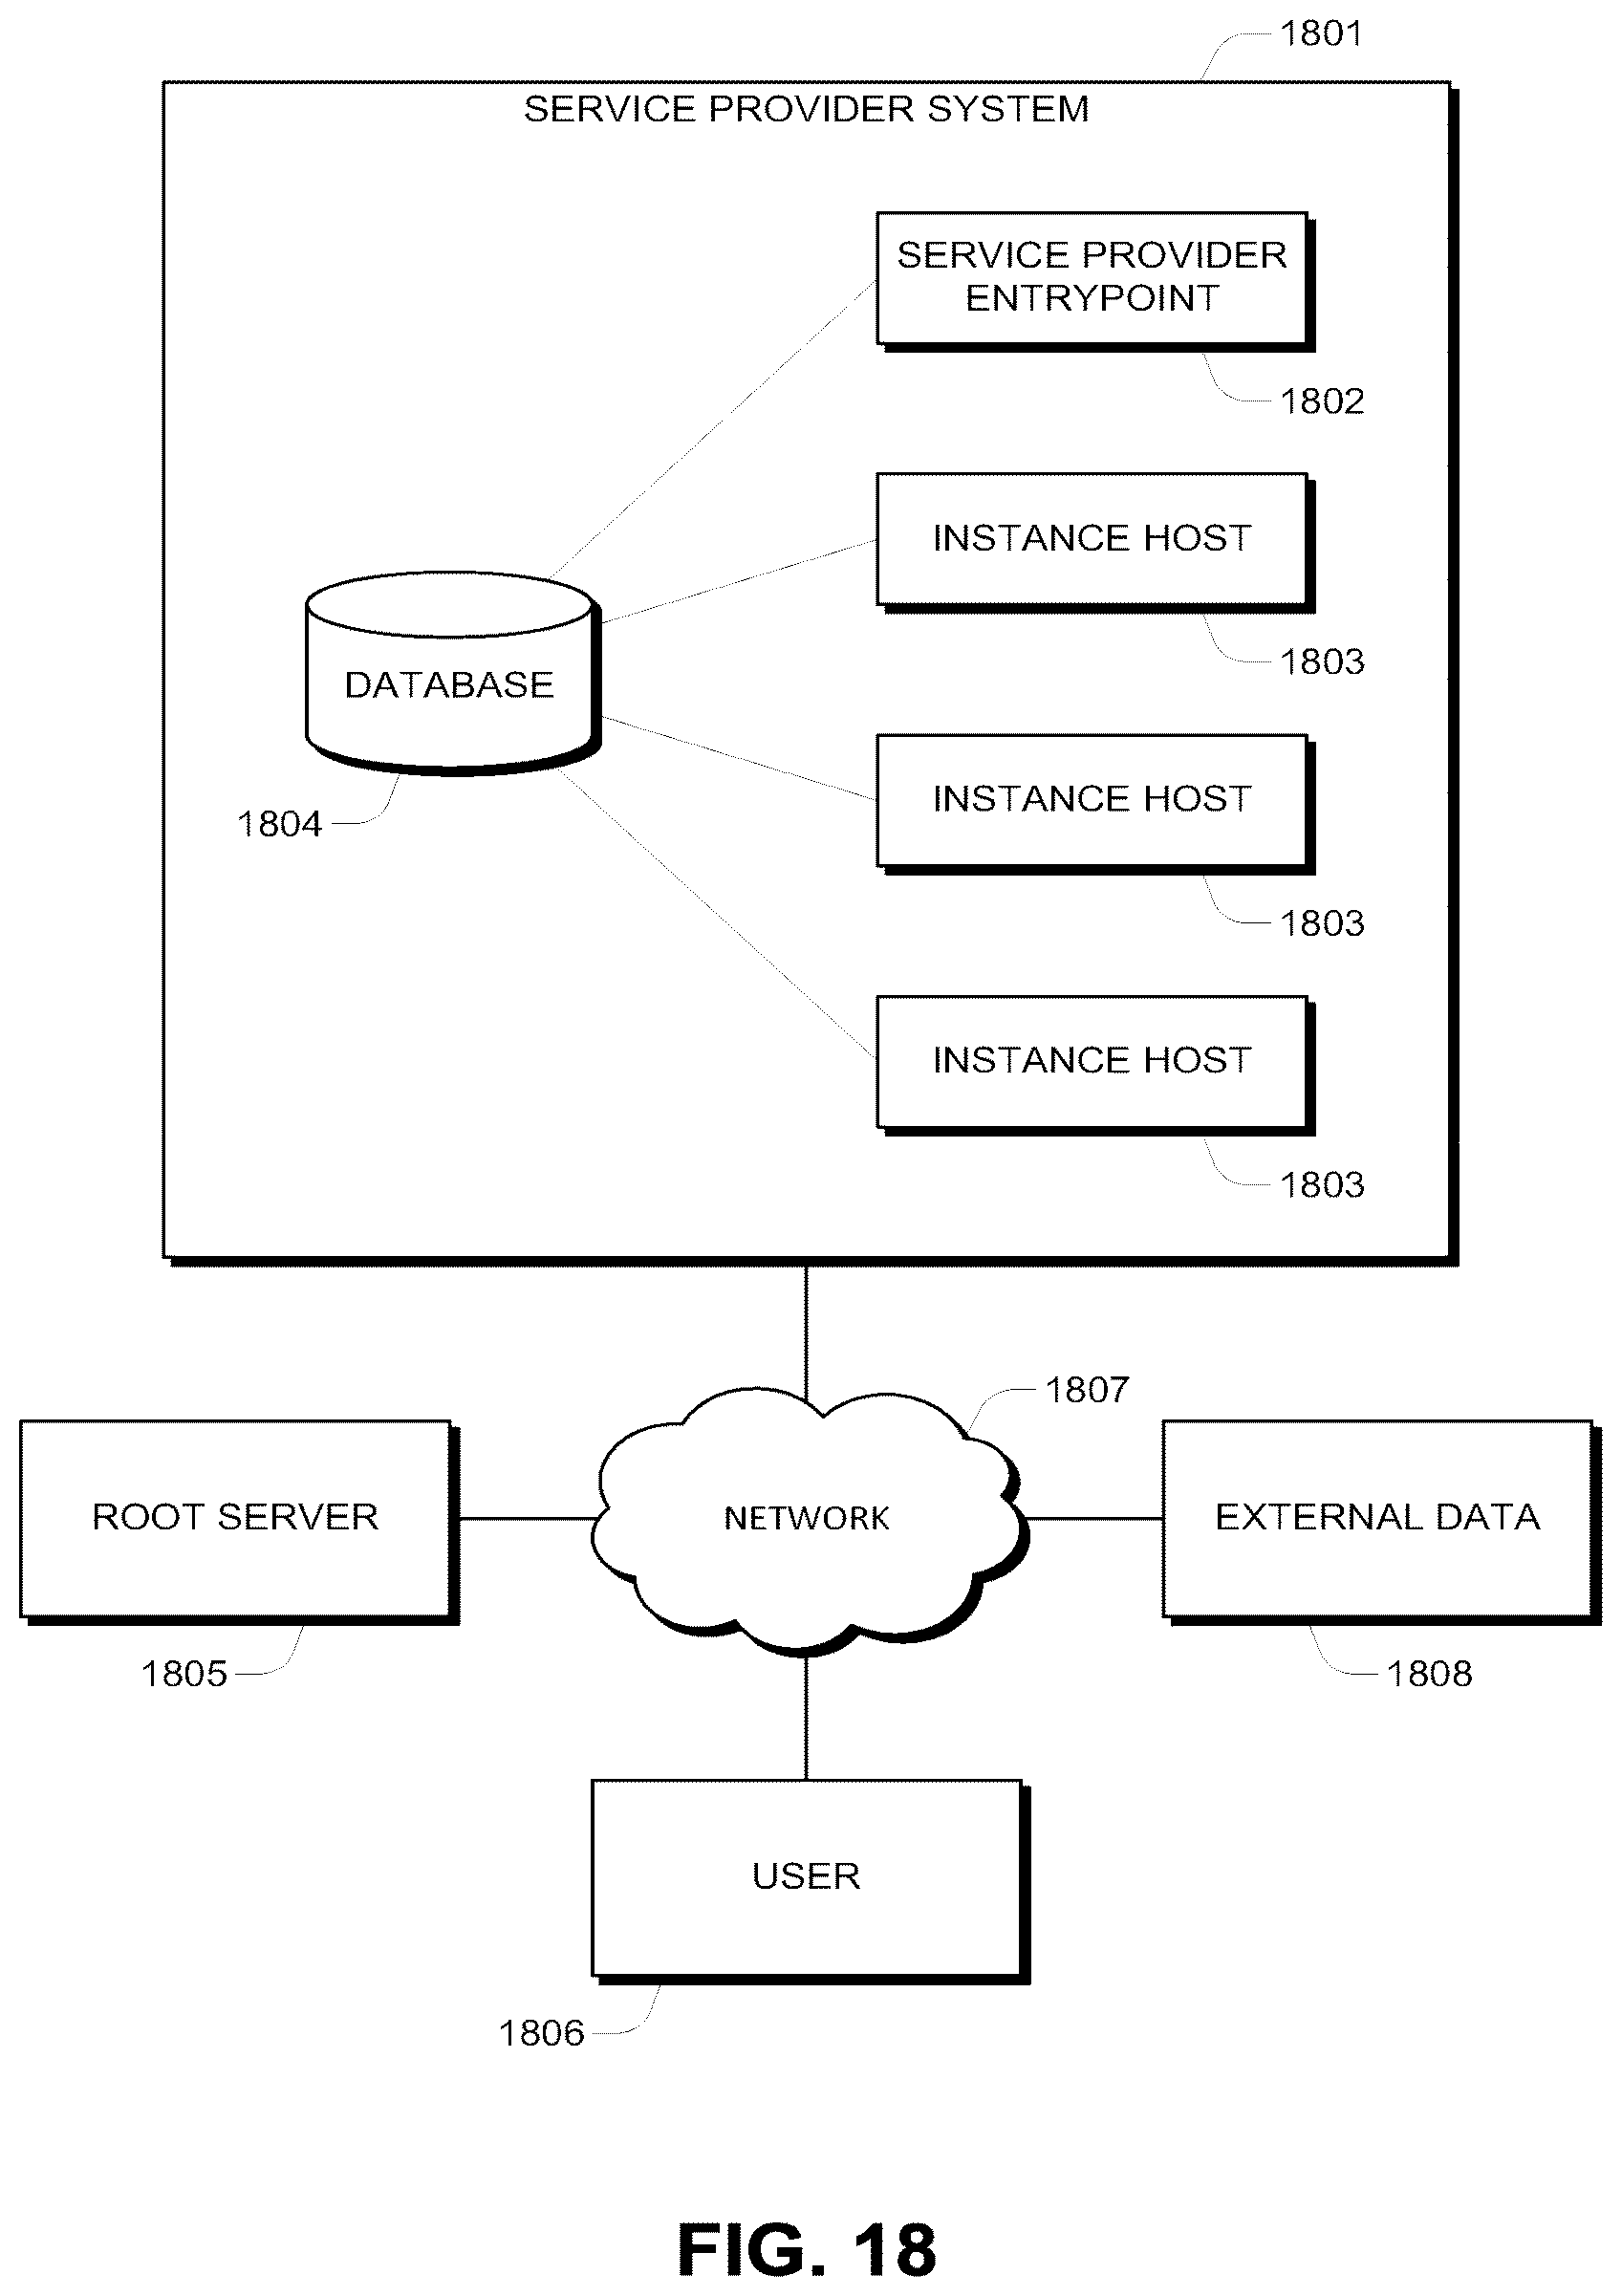 1801
SERVICE PROVIDER SYSTEM
SERVICE PROVIDER
ENTRYPOINT
1802
INSTANCE HOST
1803
DATABASE
1804
INSTANCE HOST
1803
INSTANCE HOST
1803
1807
ROOT SERVER
NETWORK
EXTERNAL DATA
1805
1808
USER
1806
FIG. 18